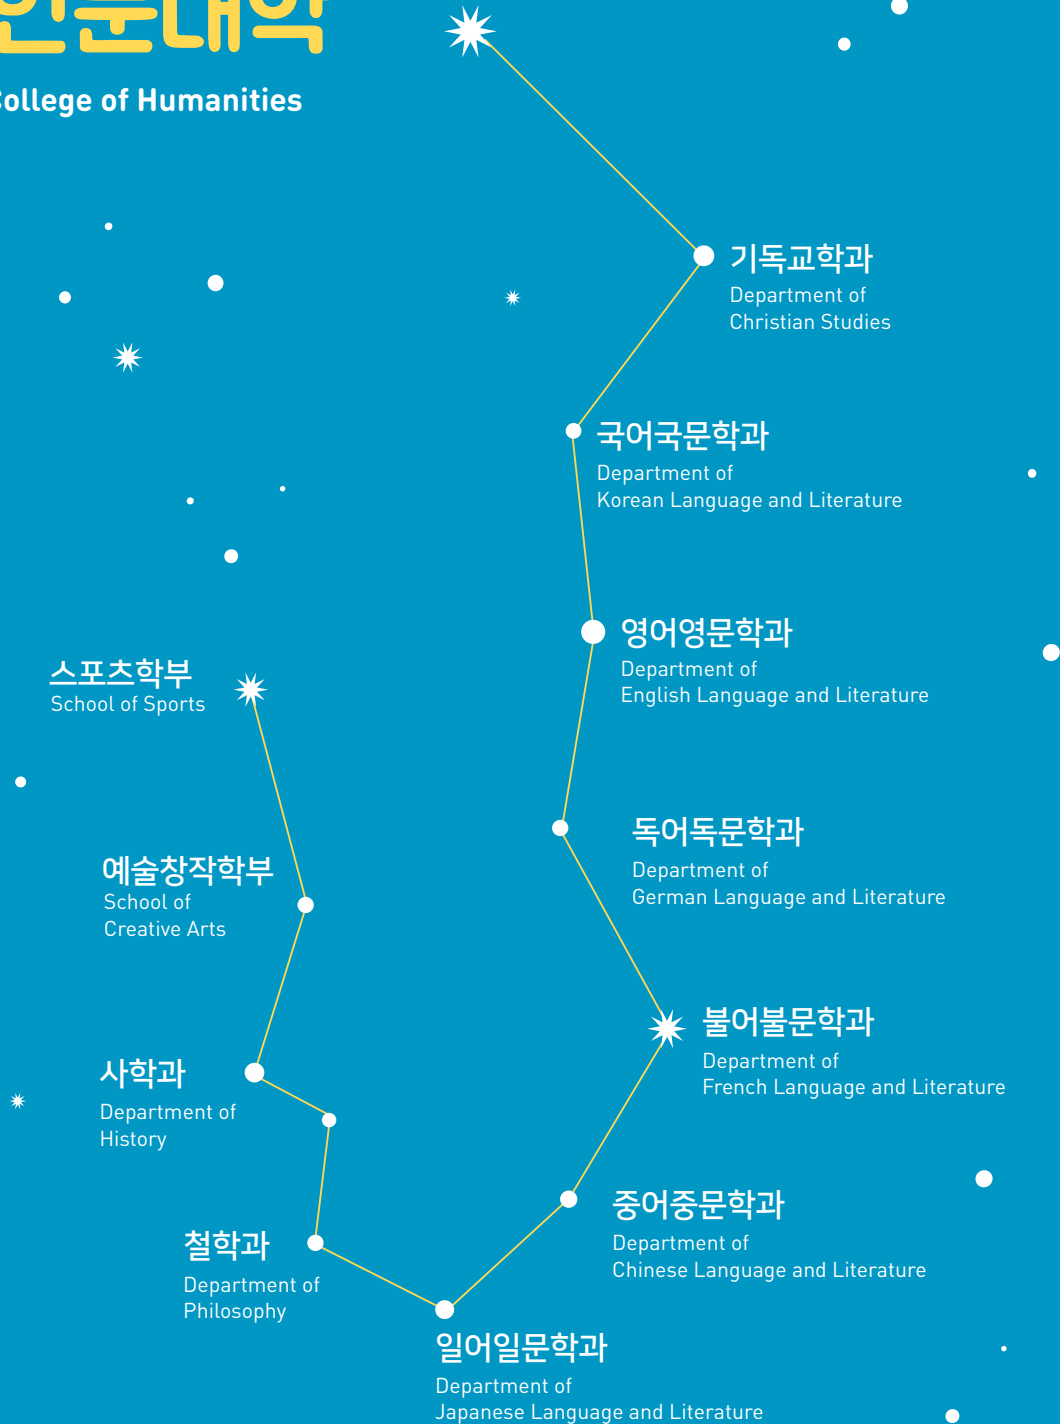 인문대학
College of Humanities
기독교학과
Department of
Christian Studies
국어국문학과
Department of
Korean Language and Literature
영어영문학과
Department of
English Language and Literature
스포츠학부
School of Sports
독어독문학과
Department of
German Language and Literature
예술창작학부
School of
Creative Arts
불어불문학과
Department of
French Language and Literature
사학과
Department of
History
중어중문학과
Department of
Chinese Language and Literature
철학과
Department of
Philosophy
일어일문학과
Department of
Japanese Language and Literature